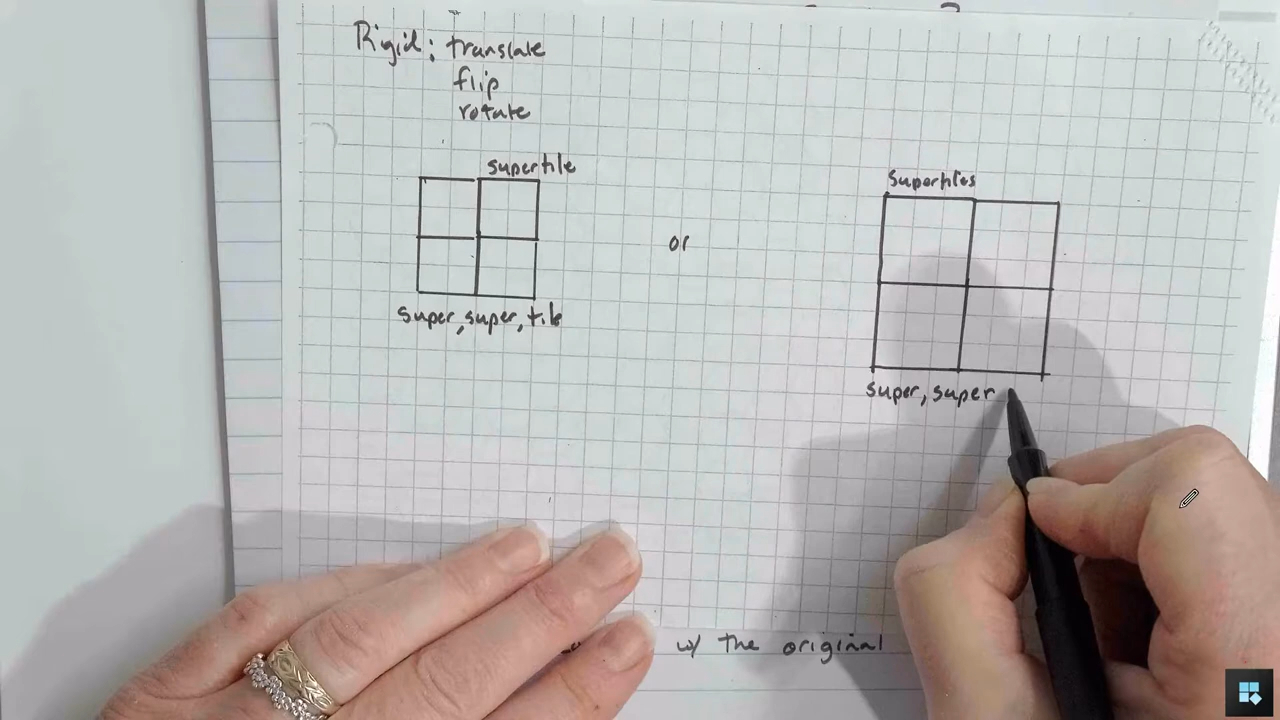 Rigid: translate
flip
rotate
supertile
super, super, tile
or
Supertiles
super, super
w/ the original